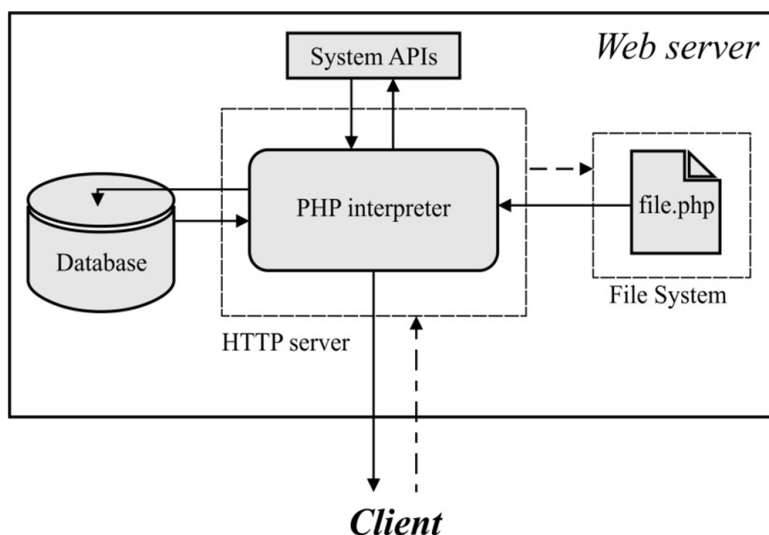 System APIs
Web server
PHP interpreter
file.php
Database
File System
HTTP server
Client